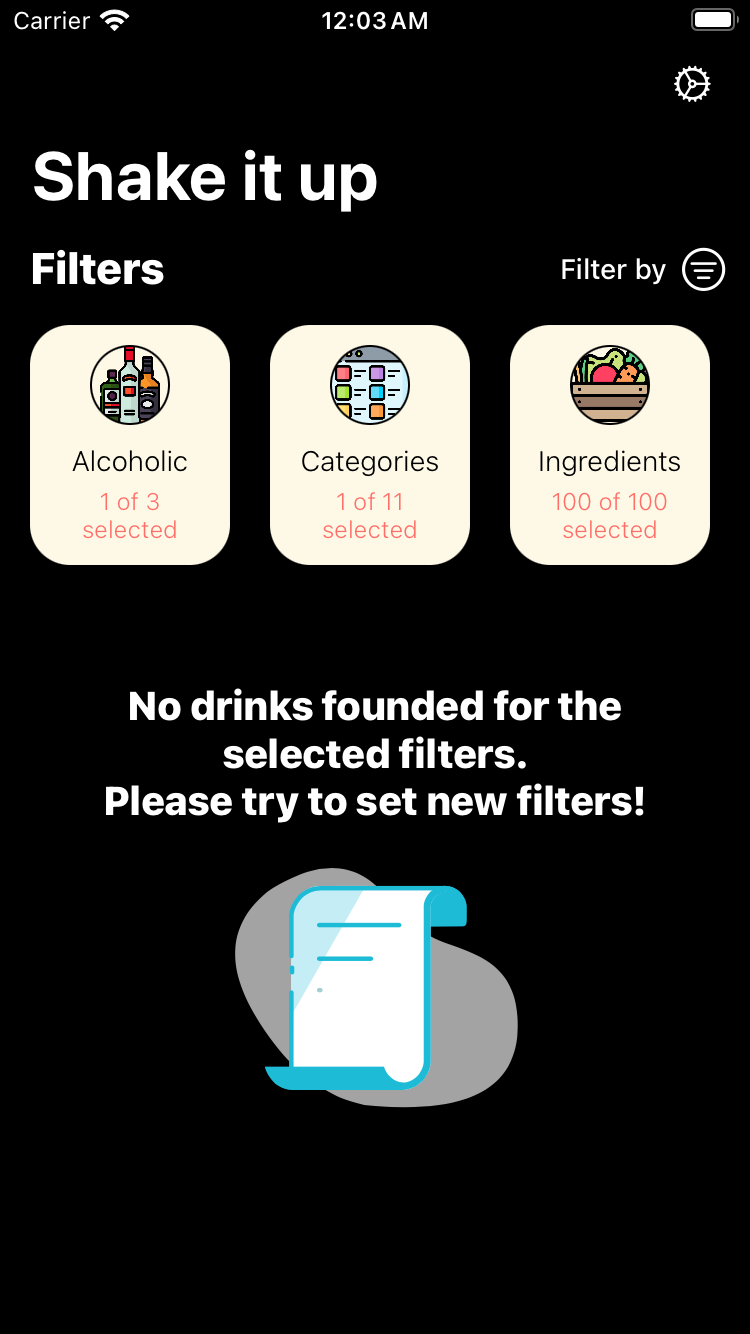 Carrier 12:03 AM
Shake it up
Filters Filter by
Alcoholic
1 of 3
selected
Categories
1 of 11
selected
Ingredients
100 of 100
selected
No drinks founded for the
selected filters.
Please try to set new filters!